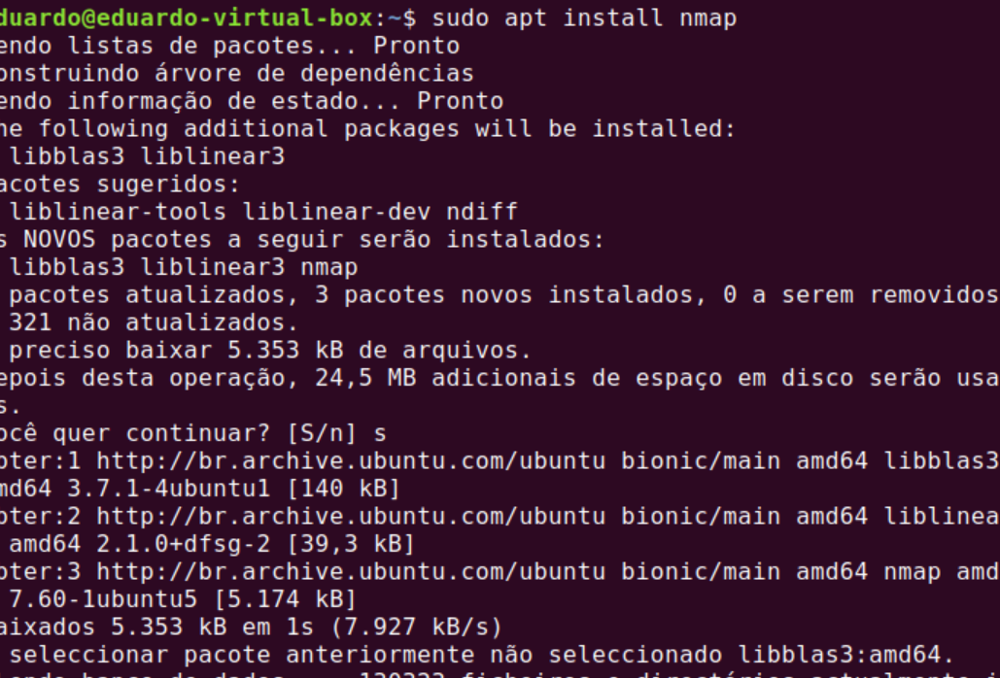 duardo@eduardo-virtual-box:~$ sudo apt install nmap
endo listas de pacotes... Pronto
onstruindo árvore de dependências
endo informação de estado... Pronto
he following additional packages will be installed:
libblas3 liblinear3
acotes sugeridos:
liblinear-tools liblinear-dev ndiff
s NOVOS pacotes a seguir serão instalados:
libblas3 liblinear3 nmap
pacotes atualizados, 3 pacotes novos instalados, 0 a serem removidos
321 não atualizados.
preciso baixar 5.353 kB de arquivos.
epois desta operação, 24,5 MB adicionais de espaço em disco serão usa
s.
ocê quer continuar? [S/n] s
bter:1 http://br.archive.ubuntu.com/ubuntu bionic/main amd64 libblas3
md64 3.7.1-4ubuntu1 [140 kB]
bter:2 http://br.archive.ubuntu.com/ubuntu bionic/main amd64 liblinea
amd64 2.1.0+dfsg-2 [39,3 kB]
bter:3 http://br.archive.ubuntu.com/ubuntu bionic/main amd64 nmap amd
7.60-1ubuntu5 [5.174 kB]
aixados 5.353 kB em 1s (7.927 kB/s)
seleccionar pacote anteriormente não seleccionado libblas3:amd64.
endo banco de dados ... ficheiros e directórios actualmente